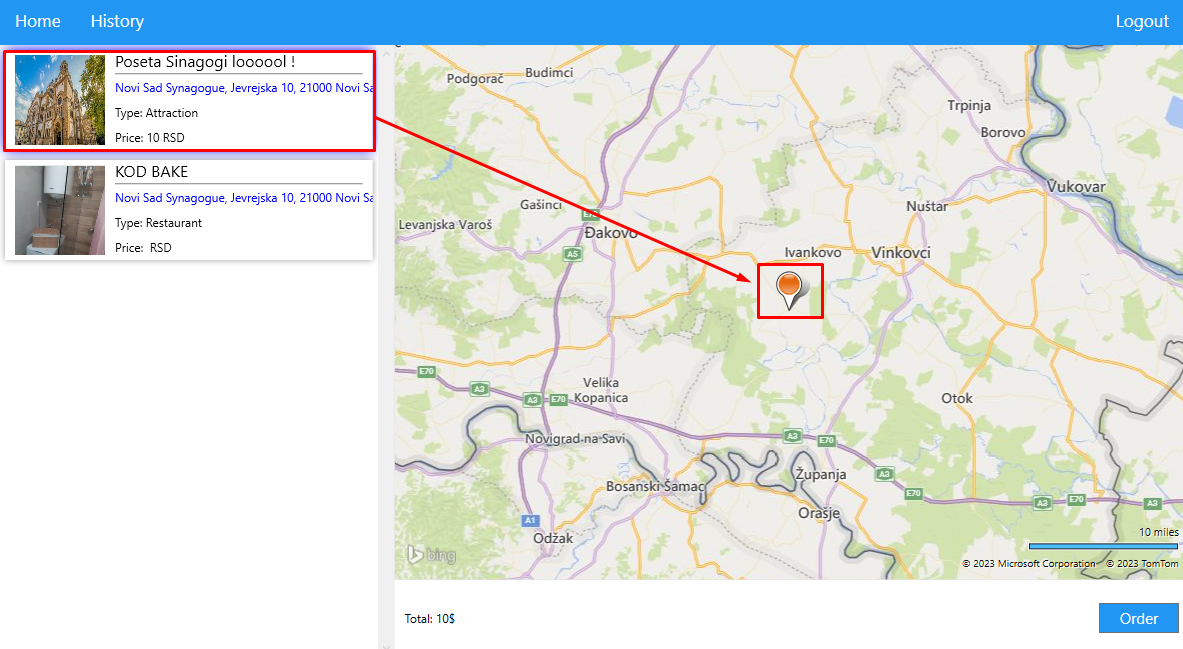 Home History Logout
Poseta Sinagogi loooool !
Novi Sad Synagogue, Jevrejska 10, 21000 Novi Sa
Type: Attraction
Price: 10 RSD
KOD BAKE
Novi Sad Synagogue, Jevrejska 10, 21000 Novi Sa
Type: Restaurant
Price: RSD
Podgorač
Budimci
Trpinja
Borovo
Vukovar
Gašinci
E73
Nuštar
Levanjska Varoš
Đakovo
A5
Ivankovo
Vinkovci
E70
A3
Velika
Kopanica
A3
E70
Otok
Novigrad na Savi
A3
E70
Bosanski Šamac
Županja
A3
E70
A3
E70
A3
Orašje
A1
Odžak
bing
10 miles
© 2023 Microsoft Corporation © 2023 TomTom
Total: 10$
Order